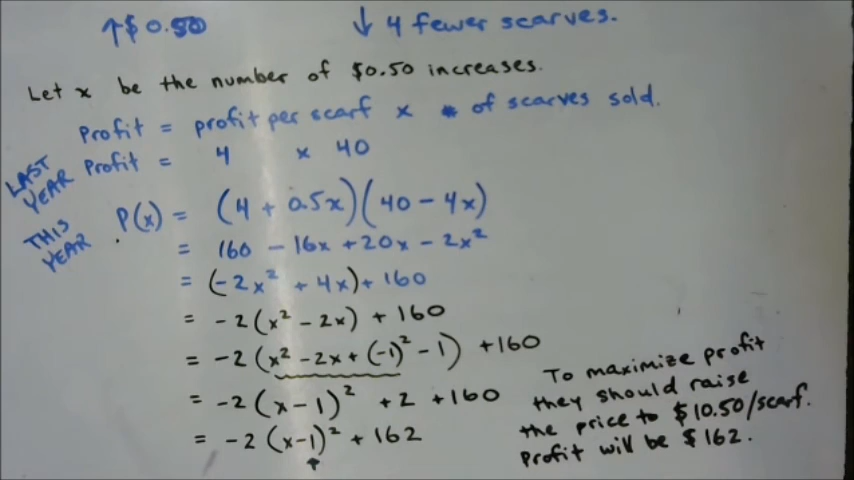 ↑$ 0.50 ↓ 4 fewer scarves.
Let x be the number of $0.50 increases.
Profit = profit per scarf x # of scarves sold.
LAST YEAR Profit = 4 x 40
THIS YEAR P(x) = (4 + 0.5x)(40 - 4x)
= 160 - 16x + 20x - 2x²
= (-2x² + 4x) + 160
= -2(x² - 2x) + 160
= -2(x² - 2x + (-1)² - 1) + 160
= -2(x - 1)² + 2 + 160
= -2(x-1)² + 162
To maximize profit
they should raise
the price to $10.50/scarf.
Profit will be $162.